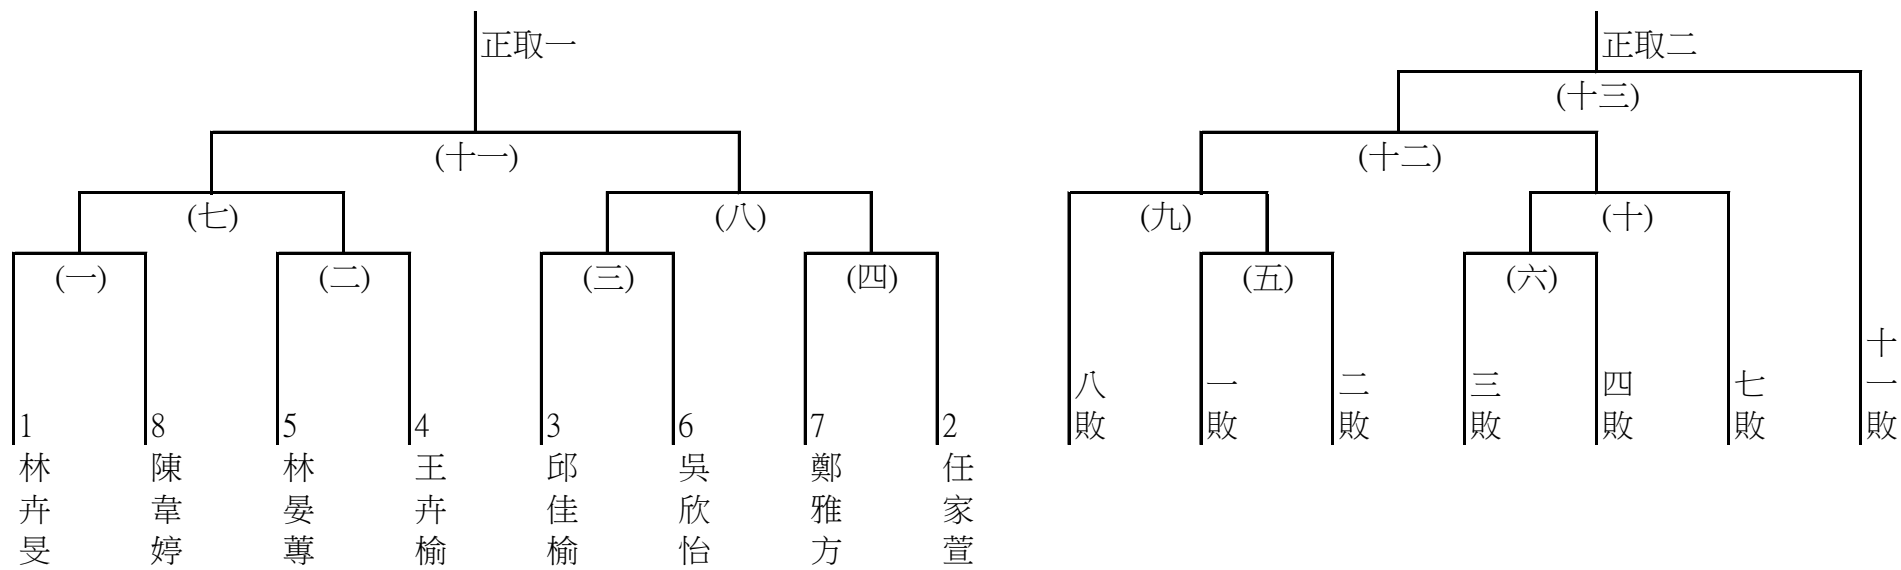 正取一
(十一)
(七)
(八)
(一)
(二)
(三)
(四)
1
林卉旻
8
陳韋婷
5
林晏蓴
4
王卉榆
3
邱佳榆
6
吳欣怡
7
鄭雅方
2
任家萱
正取二
(十三)
(十二)
(九)
(十)
(五)
(六)
八敗
一敗
二敗
三敗
四敗
七敗
十一敗